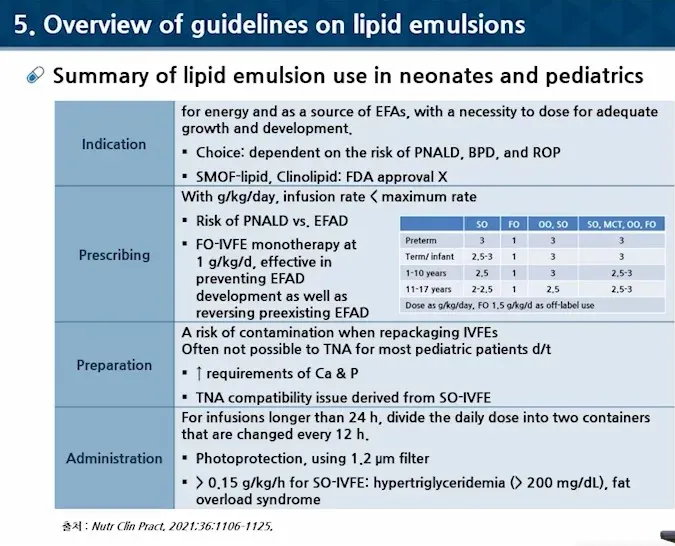 5. Overview of guidelines on lipid emulsions
Summary of lipid emulsion use in neonates and pediatrics
Indication
for energy and as a source of EFAs, with a necessity to dose for adequate
growth and development.
▪ Choice: dependent on the risk of PNALD, BPD, and ROP
▪ SMOF-lipid, Clinolipid: FDA approval X
Prescribing
With g/kg/day, infusion rate < maximum rate
▪ Risk of PNALD vs. EFAD
▪ FO-IVFE monotherapy at
1 g/kg/d, effective in
preventing EFAD
development as well as
reversing preexisting EFAD
SO FO OO, SO SO, MCT, OO, FO
Preterm 3 1 3 3
Term/ infant 2.5-3 1 3 3
1-10 years 2.5 1 3 2.5-3
11-17 years 2-2.5 1 2.5 2.5-3
Dose as g/kg/day, FO 1.5 g/kg/d as off-label use
Preparation
A risk of contamination when repackaging IVFEs
Often not possible to TNA for most pediatric patients d/t
▪ ↑ requirements of Ca & P
▪ TNA compatibility issue derived from SO-IVFE
Administration
For infusions longer than 24 h, divide the daily dose into two containers
that are changed every 12 h.
▪ Photoprotection, using 1.2 μm filter
▪ > 0.15 g/kg/h for SO-IVFE: hypertriglyceridemia (> 200 mg/dL), fat
overload syndrome
출처 : Nutr Clin Pract. 2021;36:1106-1125.